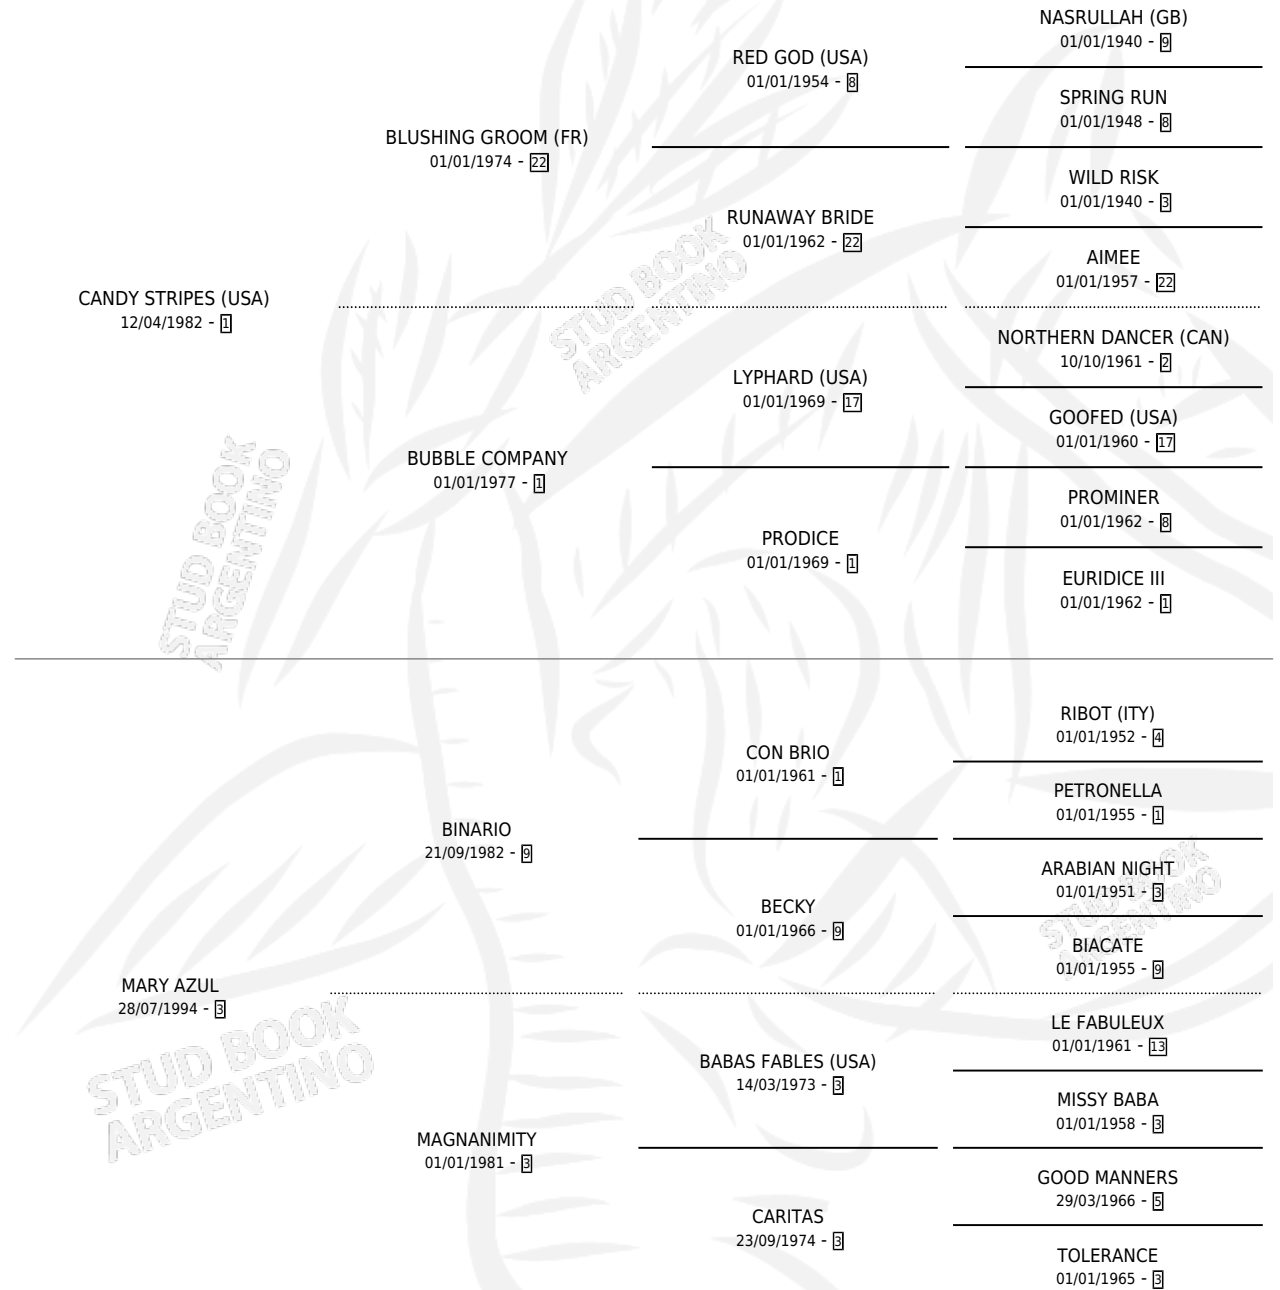 NASRULLAH (GB)
01/01/1940 - 9
RED GOD (USA)
01/01/1954 - 8
SPRING RUN
01/01/1948 - 8
BLUSHING GROOM (FR)
01/01/1974 - 22
WILD RISK
01/01/1940 - 3
RUNAWAY BRIDE
01/01/1962 - 22
AIMEE
01/01/1957 - 22
CANDY STRIPES (USA)
12/04/1982 - 1
NORTHERN DANCER (CAN)
10/10/1961 - 2
LYPHARD (USA)
01/01/1969 - 17
GOOFED (USA)
01/01/1960 - 17
BUBBLE COMPANY
01/01/1977 - 1
PROMINER
01/01/1962 - 8
PRODICE
01/01/1969 - 1
EURIDICE III
01/01/1962 - 1
RIBOT (ITY)
01/01/1952 - 4
CON BRIO
01/01/1961 - 1
PETRONELLA
01/01/1955 - 1
BINARIO
21/09/1982 - 9
ARABIAN NIGHT
01/01/1951 - 3
BECKY
01/01/1966 - 9
BIACATE
01/01/1955 - 9
MARY AZUL
28/07/1994 - 3
LE FABULEUX
01/01/1961 - 13
BABAS FABLES (USA)
14/03/1973 - 3
MISSY BABA
01/01/1958 - 3
MAGNANIMITY
01/01/1981 - 3
GOOD MANNERS
29/03/1966 - 5
CARITAS
23/09/1974 - 3
TOLERANCE
01/01/1965 - 3
STUD BOOK
ARGENTINO
STUD BOOK
ARGENTINO
STUD BOOK
ARGENTINO
STUD BOOK
ARGENTINO